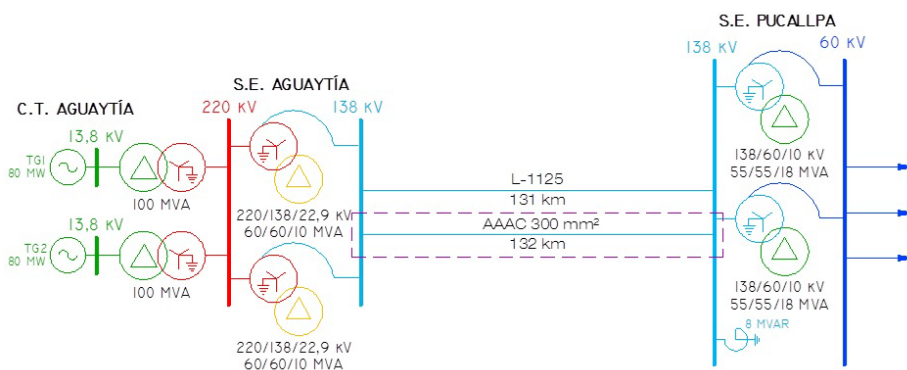 S.E. PUCALLPA
138 kV
60 kV
S.E. AGUAYTÍA
220 kV
138 kV
C.T. AGUAYTÍA
13,8 kV
TG1
80 MW
100 MVA
138/60/10 kV
55/55/18 MVA
L-1125
131 km
220/138/22,9 kV
60/60/10 MVA
AAAC 300 mm²
132 km
13,8 kV
TG2
80 MW
100 MVA
138/60/10 kV
55/55/18 MVA
8 MVAR
220/138/22,9 kV
60/60/10 MVA